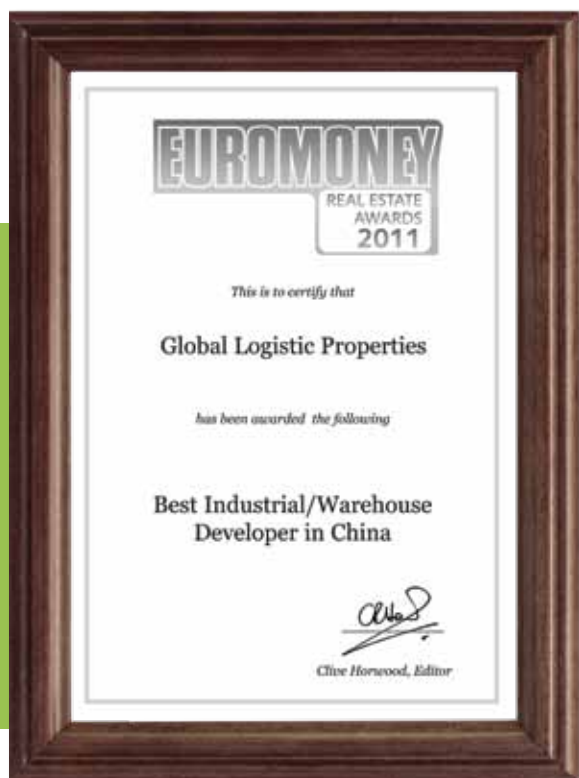 EUROMONEY
REAL ESTATE
AWARDS
2011
This is to certify that
Global Logistic Properties
has been awarded the following
Best Industrial/Warehouse
Developer in China
Clive Horwood, Editor